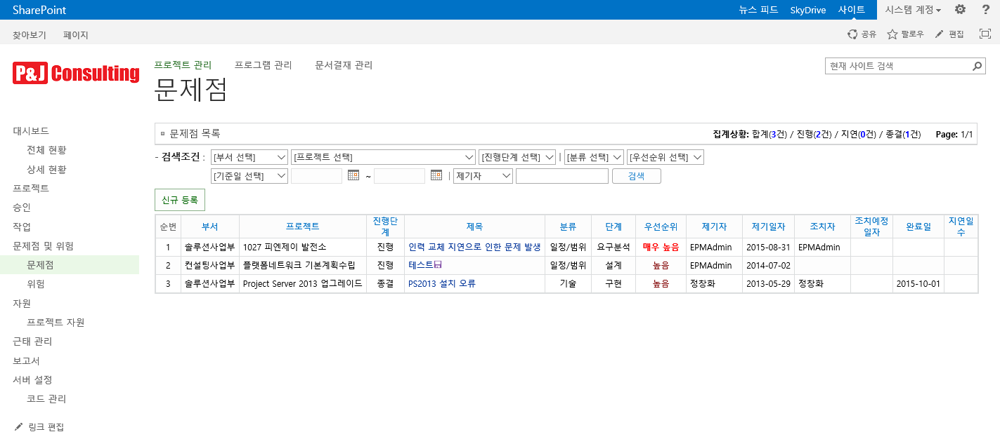 SharePoint
뉴스 피드 SkyDrive 사이트 시스템 계정 ?
찾아보기 페이지
공유 팔로우 편집
P&J Consulting
프로젝트 관리 프로그램 관리 문서결재 관리
현재 사이트 검색
문제점
대시보드
전체 현황
상세 현황
프로젝트
승인
작업
문제점 및 위험
문제점
위험
자원
프로젝트 자원
근태 관리
보고서
서버 설정
코드 관리
링크 편집
문제점 목록
집계상황: 합계(3건) / 진행(2건) / 지연(0건) / 종결(1건) Page: 1/1
- 검색조건 : [부서 선택] [프로젝트 선택] [진행단계 선택] | [분류 선택] [우선순위 선택]
[기준일 선택] ~ | 제기자 검색
신규 등록
순번 부서 프로젝트 진행단계 제목 분류 단계 우선순위 제기자 제기일자 조치자 조치예정일자 완료일 지연일수
1 솔루션사업부 1027 피엔제이 발전소 진행 인력 교체 지연으로 인한 문제 발생 일정/범위 요구분석 매우 높음 EPMAdmin 2015-08-31 EPMAdmin
2 컨설팅사업부 플랫폼네트워크 기본계획수립 진행 테스트 일정/범위 설계 높음 EPMAdmin 2014-07-02
3 솔루션사업부 Project Server 2013 업그레이드 종결 PS2013 설치 오류 기술 구현 높음 정창화 2013-05-29 정창화 2015-10-01